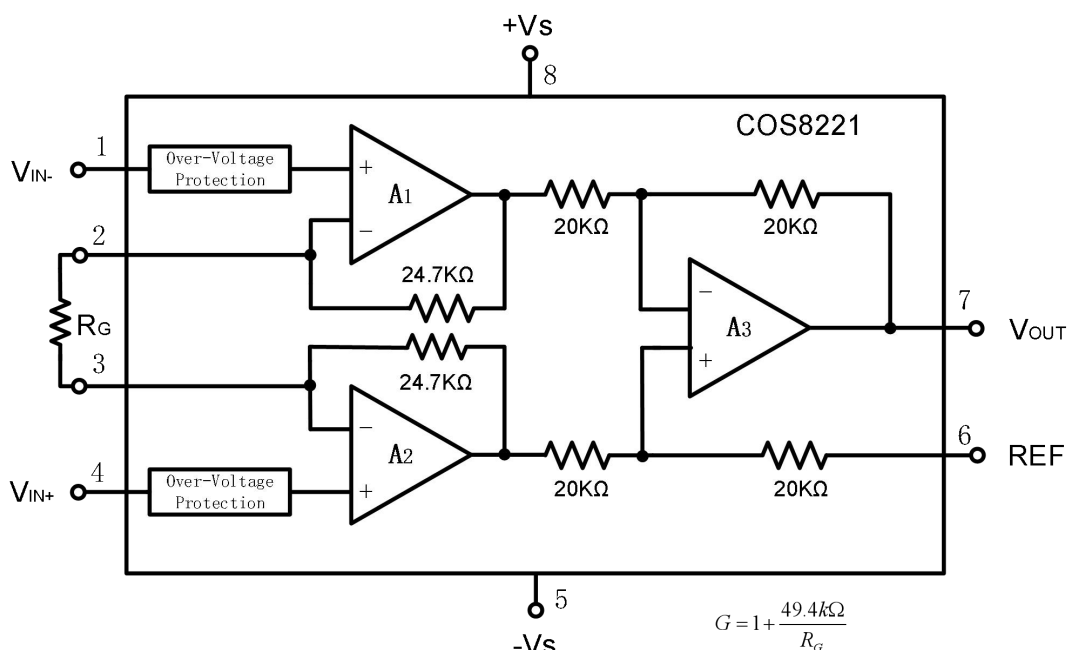 +Vs
8
COS8221
1
VIN-
Over-Voltage
Protection
+
A1
−
20KΩ
20KΩ
2
24.7KΩ
RG
−
A3
+
7
VOUT
3
24.7KΩ
−
A2
+
20KΩ
20KΩ
6
REF
4
VIN+
Over-Voltage
Protection
5
-Vs
G = 1 + 49.4kΩ / RG